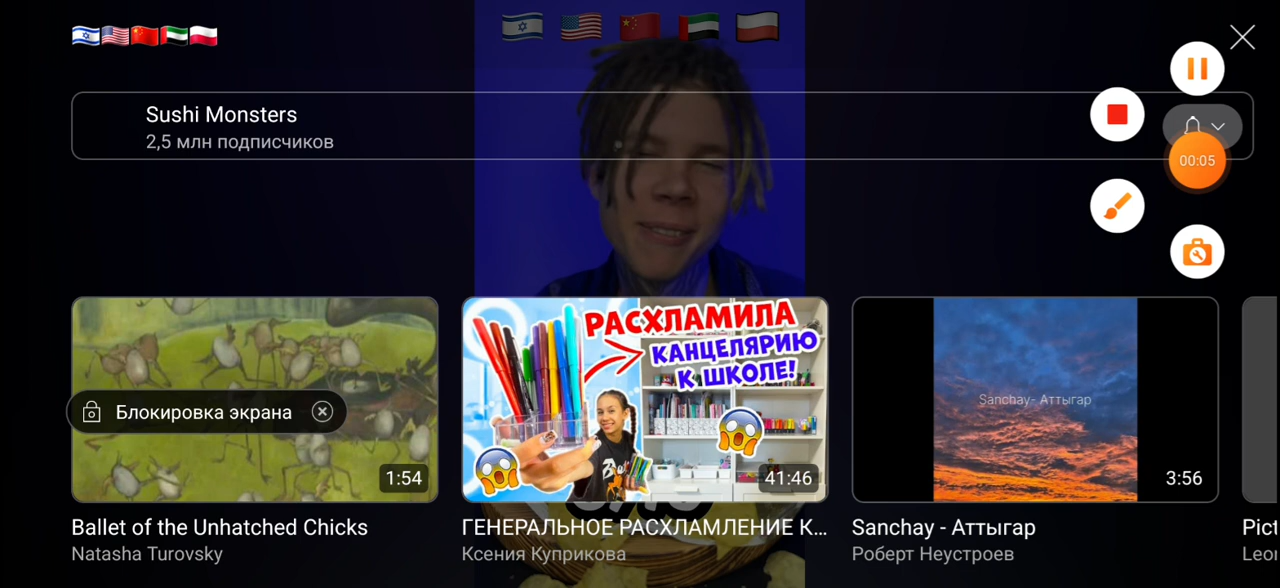 🇮🇱🇺🇸🇨🇳🇦🇪🇵🇱
🇮🇱 🇺🇸 🇨🇳 🇦🇪 🇵🇱
Sushi Monsters
2,5 млн подписчиков
00:05
РАСХЛАМИЛА
КАНЦЕЛЯРИЮ
К ШКОЛЕ!
Sanchay- Аттыгар
Блокировка экрана
1:54
41:46
3:56
Ballet of the Unhatched Chicks
Natasha Turovsky
ГЕНЕРАЛЬНОЕ РАСХЛАМЛЕНИЕ К...
Ксения Куприкова
Sanchay - Аттыгар
Роберт Неустроев
Pict
Leon